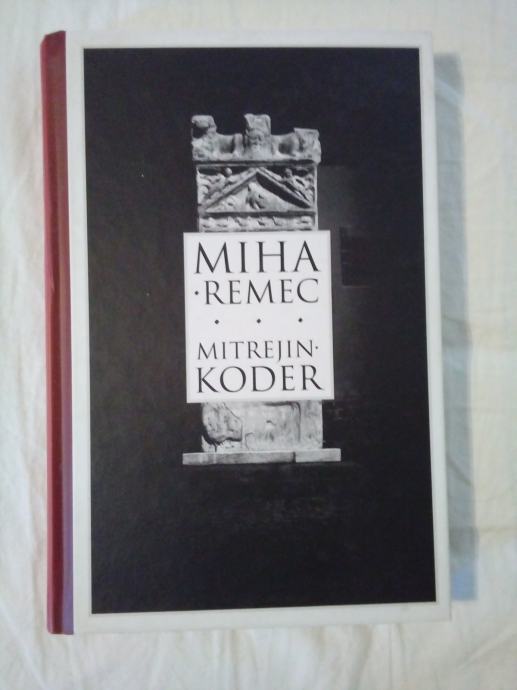 MIHA
·REMEC
· · ·
MITREJIN·
KODER